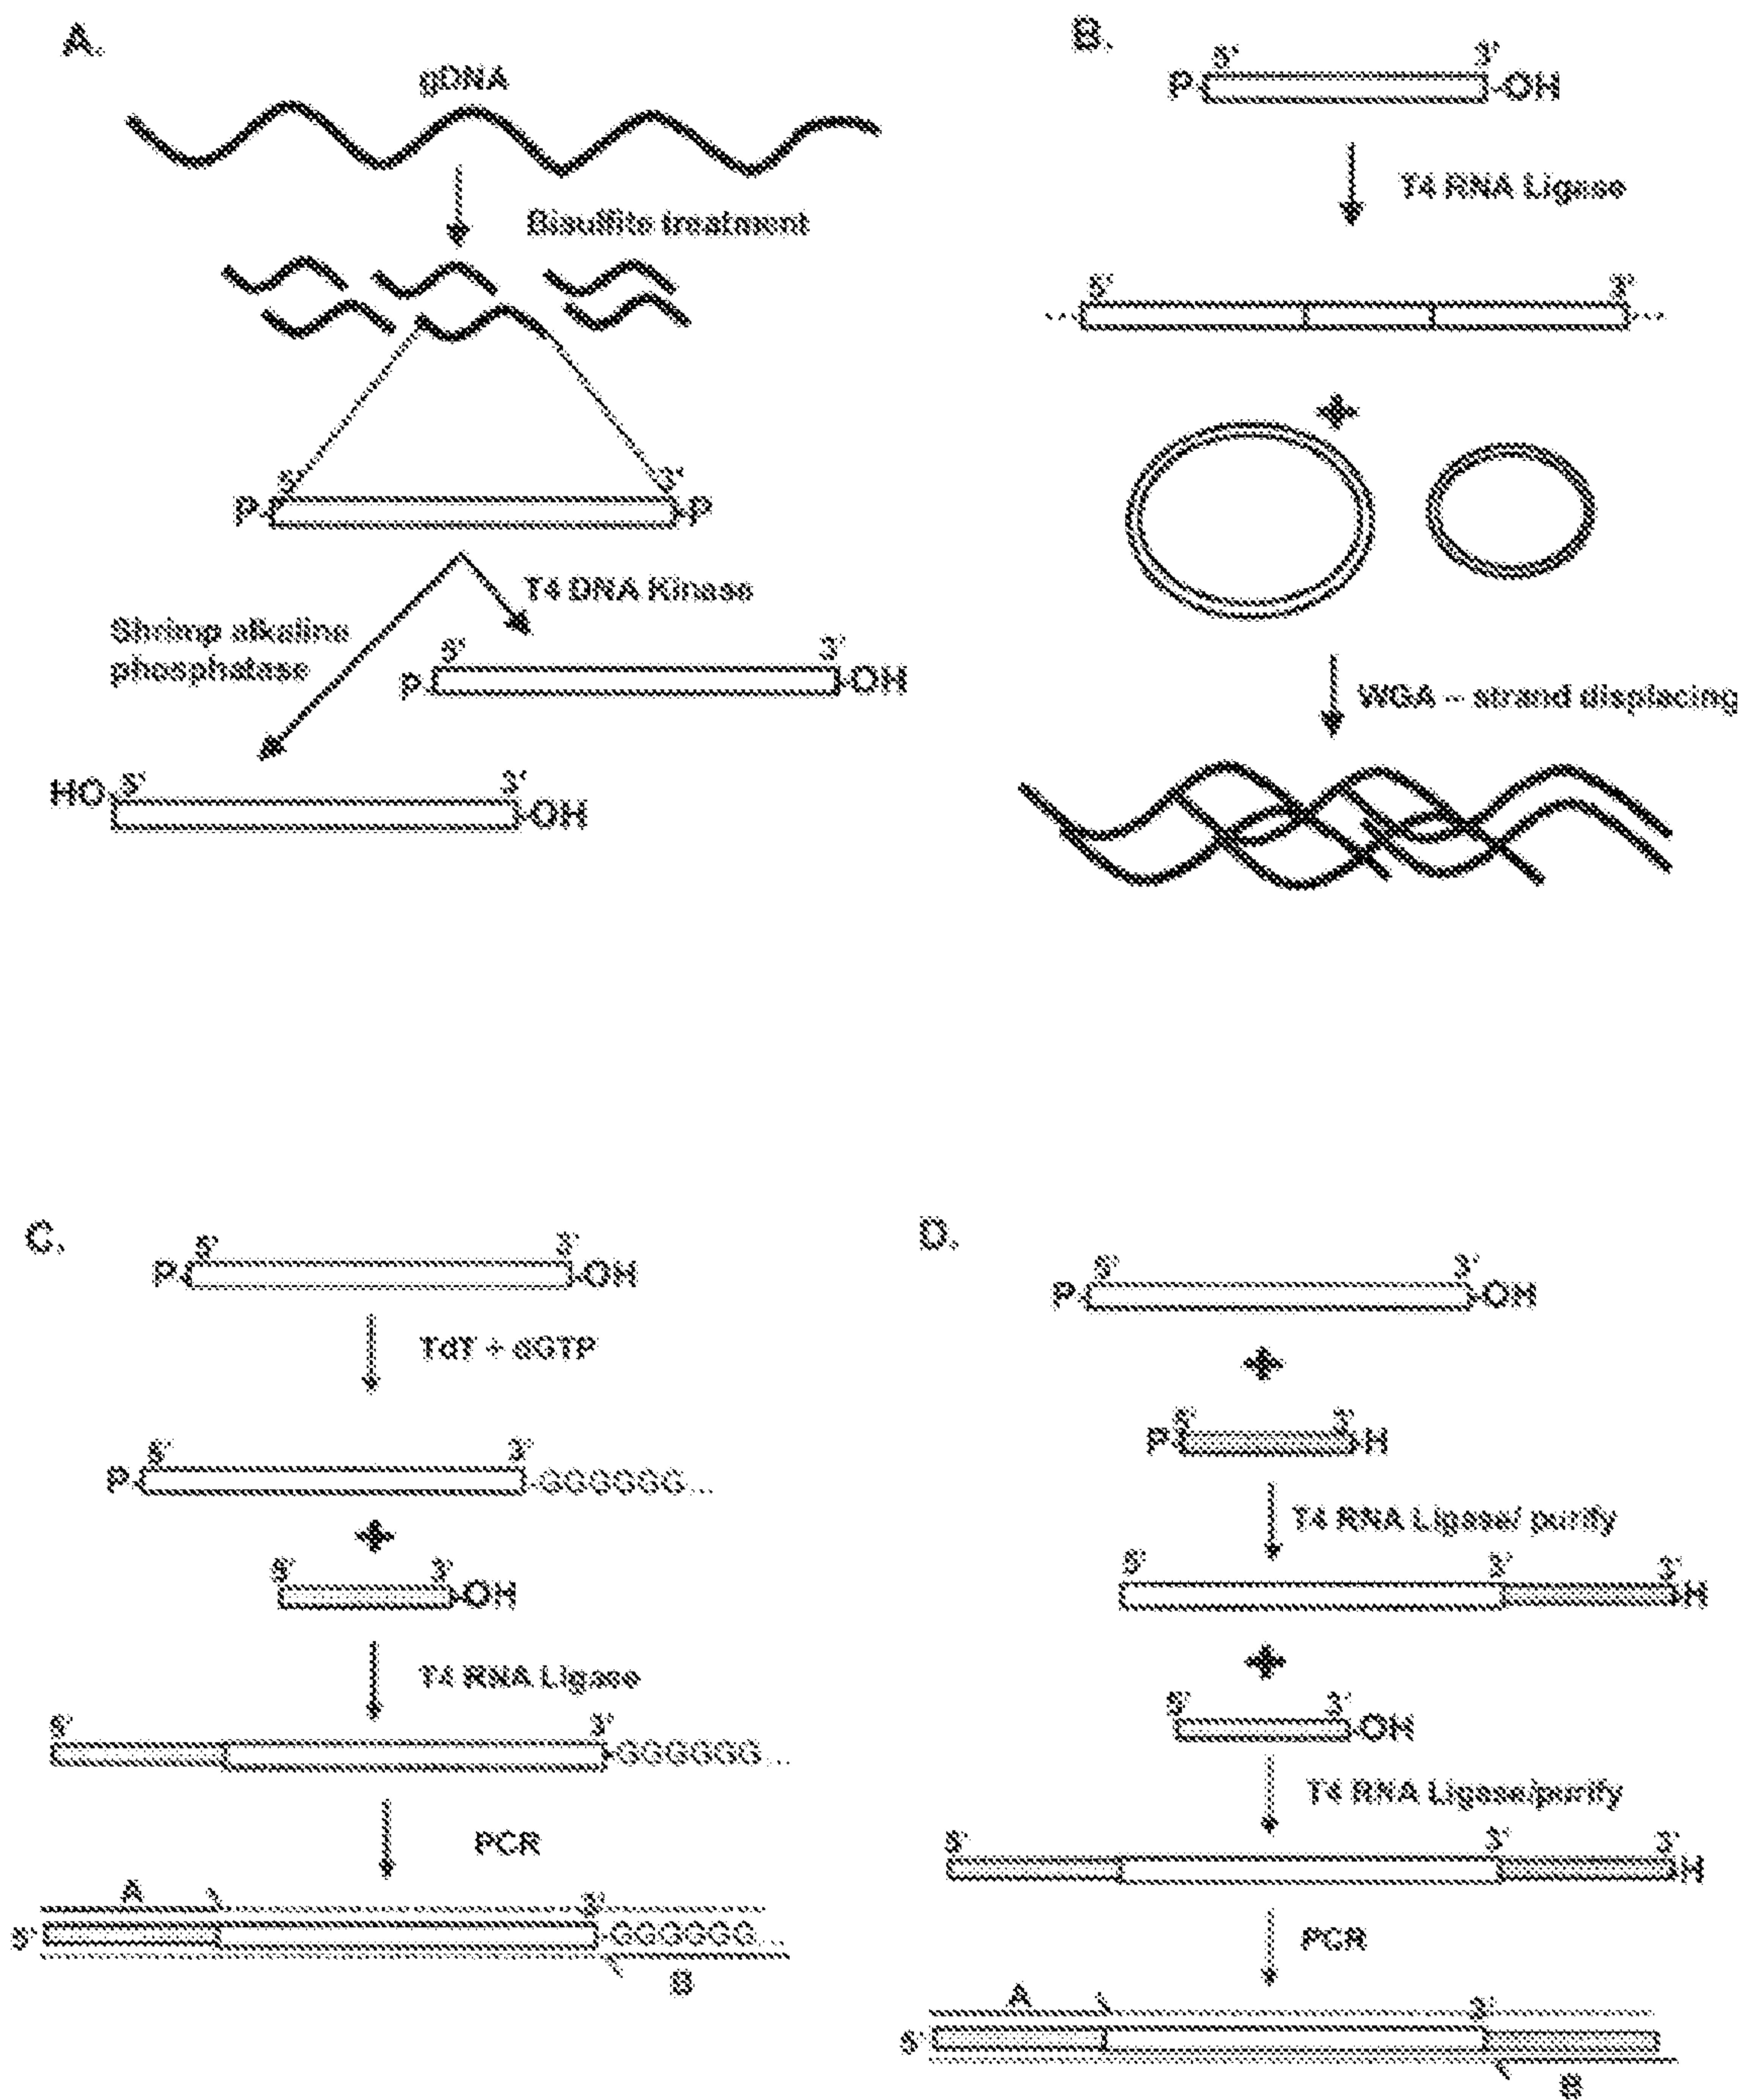 A.
gDNA
Bisulfite treatment
5' 3'
P P
T4 DNA Kinase
Shrimp alkaline
phosphatase
5' 3'
P OH
HO 5' 3'
OH
B.
5' 3'
P OH
T4 RNA Ligase
5' 3'
+
WGA – strand displacing
C.
5' 3'
P OH
TdT + dGTP
5' 3'
P GGGGGG...
+
5' 3'
OH
T4 RNA Ligase
5' 3'
GGGGGG...
PCR
A 3'
5' GGGGGG...
B
D.
5' 3'
P OH
+
5' 3'
P H
T4 RNA Ligase/ purify
5' 3' 3'
H
+
5' 3'
OH
T4 RNA Ligase/purify
5' 3' 3'
H
PCR
A 3'
5'
B